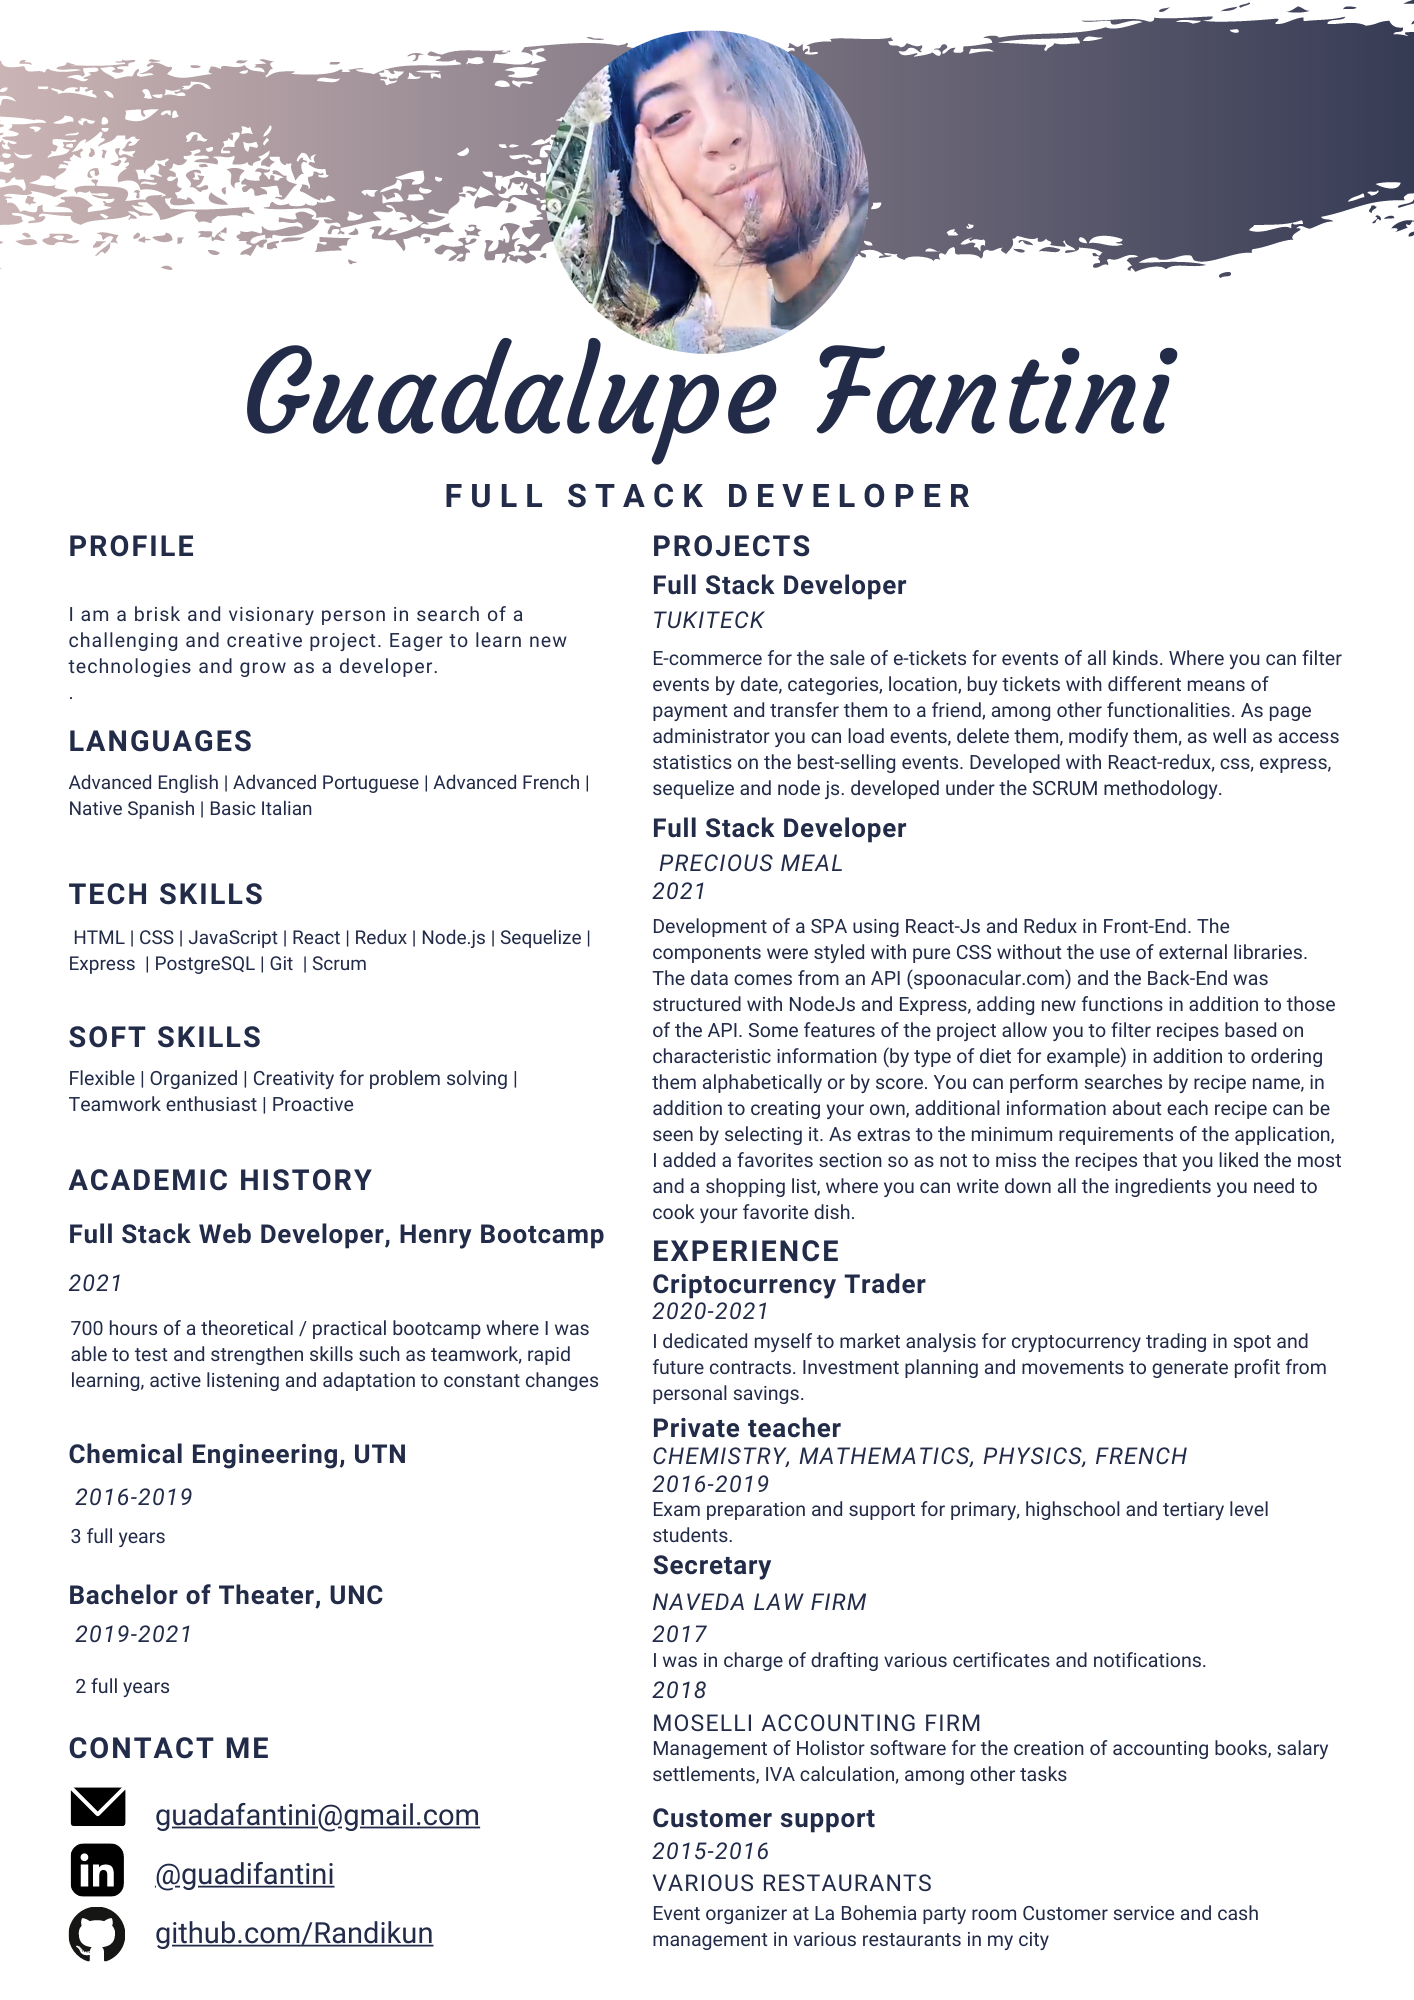 Guadalupe Fantini
FULL STACK DEVELOPER
PROFILE
I am a brisk and visionary person in search of a
challenging and creative project. Eager to learn new
technologies and grow as a developer.
.
LANGUAGES
Advanced English | Advanced Portuguese | Advanced French |
Native Spanish | Basic Italian
TECH SKILLS
HTML | CSS | JavaScript | React | Redux | Node.js | Sequelize |
Express | PostgreSQL | Git | Scrum
SOFT SKILLS
Flexible | Organized | Creativity for problem solving |
Teamwork enthusiast | Proactive
ACADEMIC HISTORY
Full Stack Web Developer, Henry Bootcamp
2021
700 hours of a theoretical / practical bootcamp where I was
able to test and strengthen skills such as teamwork, rapid
learning, active listening and adaptation to constant changes
Chemical Engineering, UTN
2016-2019
3 full years
Bachelor of Theater, UNC
2019-2021
2 full years
CONTACT ME
guadafantini@gmail.com
in
@guadifantini
github.com/Randikun
PROJECTS
Full Stack Developer
TUKITECK
E-commerce for the sale of e-tickets for events of all kinds. Where you can filter
events by date, categories, location, buy tickets with different means of
payment and transfer them to a friend, among other functionalities. As page
administrator you can load events, delete them, modify them, as well as access
statistics on the best-selling events. Developed with React-redux, css, express,
sequelize and node js. developed under the SCRUM methodology.
Full Stack Developer
PRECIOUS MEAL
2021
Development of a SPA using React-Js and Redux in Front-End. The
components were styled with pure CSS without the use of external libraries.
The data comes from an API (spoonacular.com) and the Back-End was
structured with NodeJs and Express, adding new functions in addition to those
of the API. Some features of the project allow you to filter recipes based on
characteristic information (by type of diet for example) in addition to ordering
them alphabetically or by score. You can perform searches by recipe name, in
addition to creating your own, additional information about each recipe can be
seen by selecting it. As extras to the minimum requirements of the application,
I added a favorites section so as not to miss the recipes that you liked the most
and a shopping list, where you can write down all the ingredients you need to
cook your favorite dish.
EXPERIENCE
Criptocurrency Trader
2020-2021
I dedicated myself to market analysis for cryptocurrency trading in spot and
future contracts. Investment planning and movements to generate profit from
personal savings.
Private teacher
CHEMISTRY, MATHEMATICS, PHYSICS, FRENCH
2016-2019
Exam preparation and support for primary, highschool and tertiary level
students.
Secretary
NAVEDA LAW FIRM
2017
I was in charge of drafting various certificates and notifications.
2018
MOSELLI ACCOUNTING FIRM
Management of Holistor software for the creation of accounting books, salary
settlements, IVA calculation, among other tasks
Customer support
2015-2016
VARIOUS RESTAURANTS
Event organizer at La Bohemia party room Customer service and cash
management in various restaurants in my city